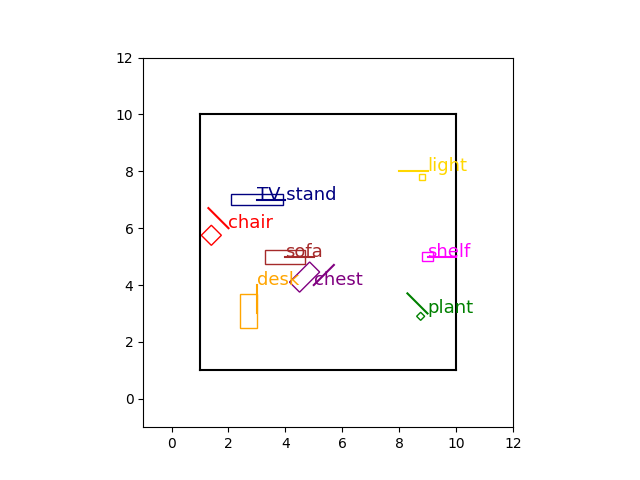 12
10
light
8
TV stand
chair
6
sofa
shelf
desk
chest
4
plant
2
0
0 2 4 6 8 10 12